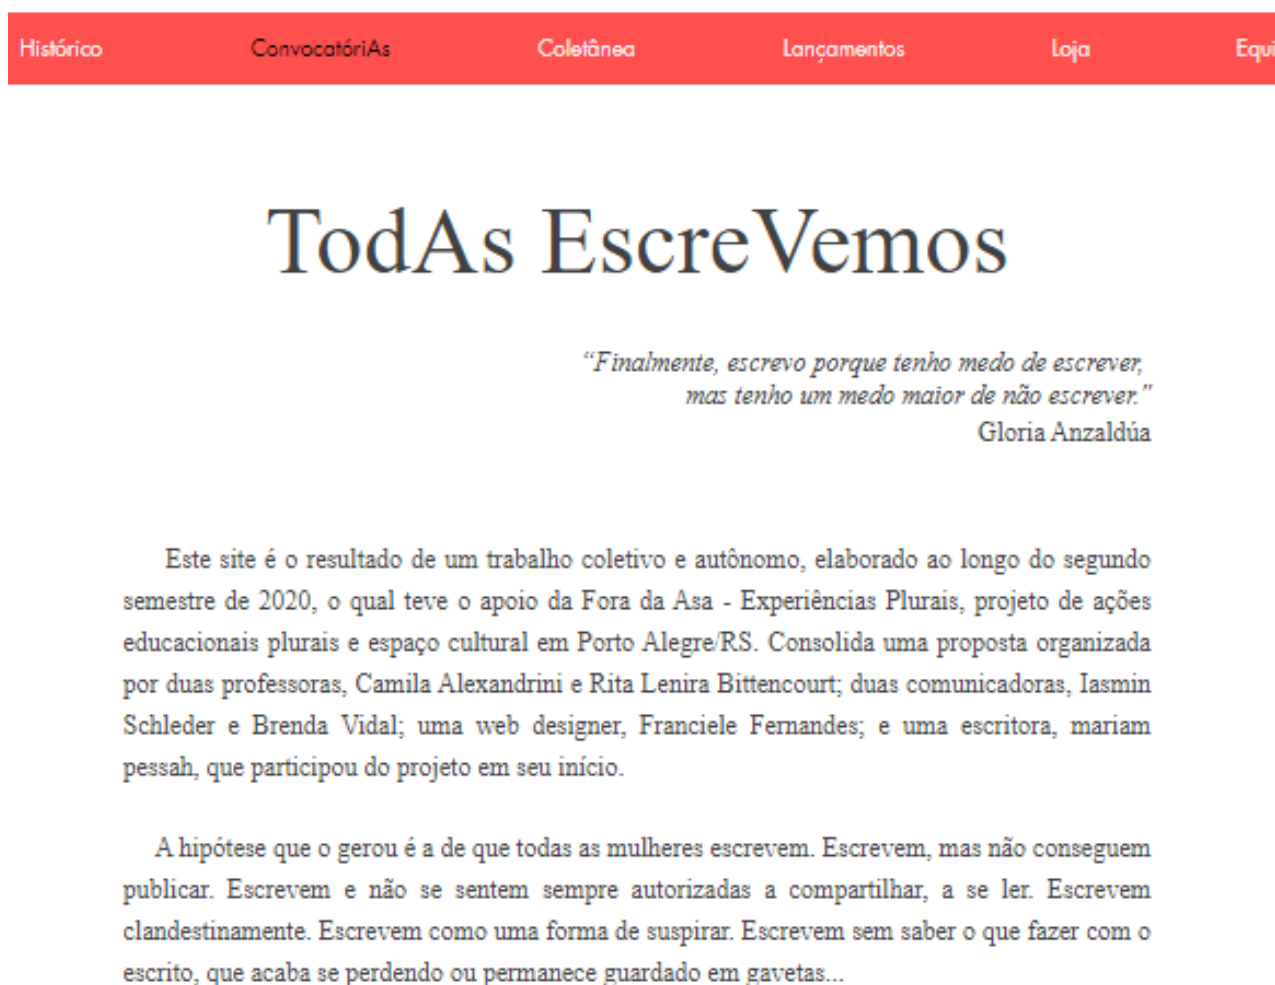 Histórico ConvocatóriAs Coletânea Lançamentos Loja Equi
TodAs EscreVemos
“Finalmente, escrevo porque tenho medo de escrever,
mas tenho um medo maior de não escrever."
Gloria Anzaldúa
Este site é o resultado de um trabalho coletivo e autônomo, elaborado ao longo do segundo
semestre de 2020, o qual teve o apoio da Fora da Asa - Experiências Plurais, projeto de ações
educacionais plurais e espaço cultural em Porto Alegre/RS. Consolida uma proposta organizada
por duas professoras, Camila Alexandrini e Rita Lenira Bittencourt; duas comunicadoras, Iasmin
Schleder e Brenda Vidal; uma web designer, Franciele Fernandes; e uma escritora, mariam
pessah, que participou do projeto em seu início.
A hipótese que o gerou é a de que todas as mulheres escrevem. Escrevem, mas não conseguem
publicar. Escrevem e não se sentem sempre autorizadas a compartilhar, a se ler. Escrevem
clandestinamente. Escrevem como uma forma de suspirar. Escrevem sem saber o que fazer com o
escrito, que acaba se perdendo ou permanece guardado em gavetas...